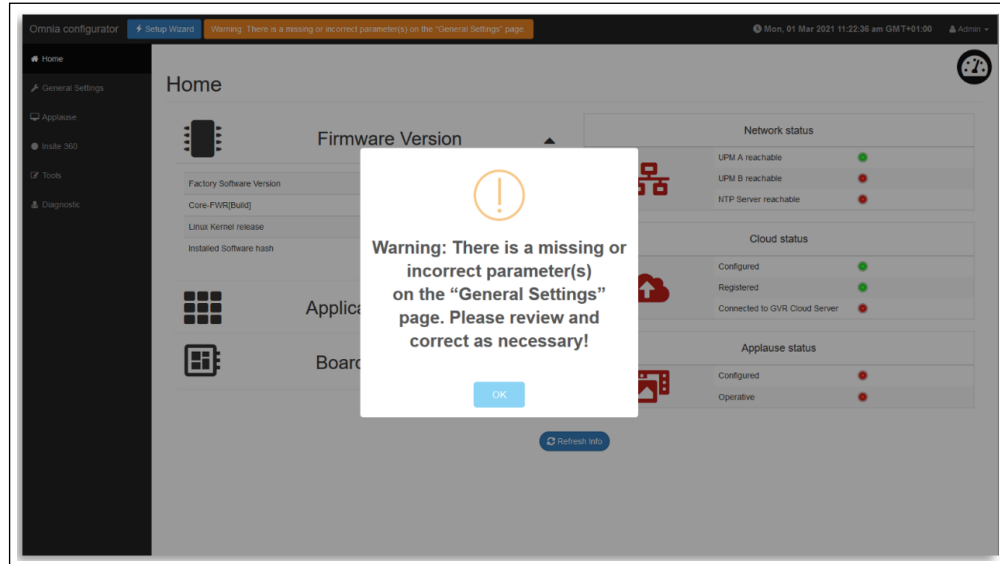 Omnia configurator
Setup Wizard
Warning: There is a missing or incorrect parameter(s) on the "General Settings" page.
Mon, 01 Mar 2021 11:22:36 am GMT+01:00
Admin
Home
General Settings
Applause
Insite 360
Tools
Diagnostic
Home
Firmware Version
Factory Software Version
Core-FWR[Build]
Linux Kernel release
Installed Software hash
Applica
Board
Warning: There is a missing or
incorrect parameter(s)
on the “General Settings”
page. Please review and
correct as necessary!
OK
Network status
UPM A reachable
UPM B reachable
NTP Server reachable
Cloud status
Configured
Registered
Connected to GVR Cloud Server
Applause status
Configured
Operative
Refresh Info